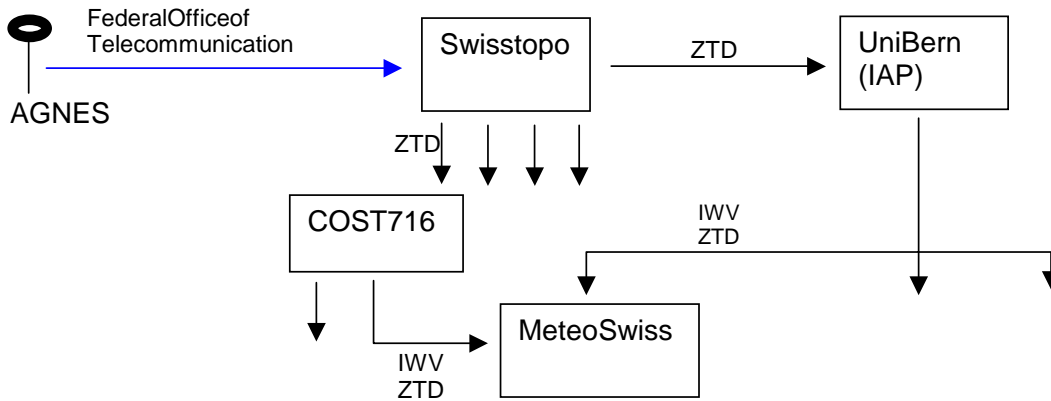 FederalOfficeof
Telecommunication
AGNES
Swisstopo
ZTD
UniBern
(IAP)
ZTD
COST716
IWV
ZTD
MeteoSwiss
IWV
ZTD